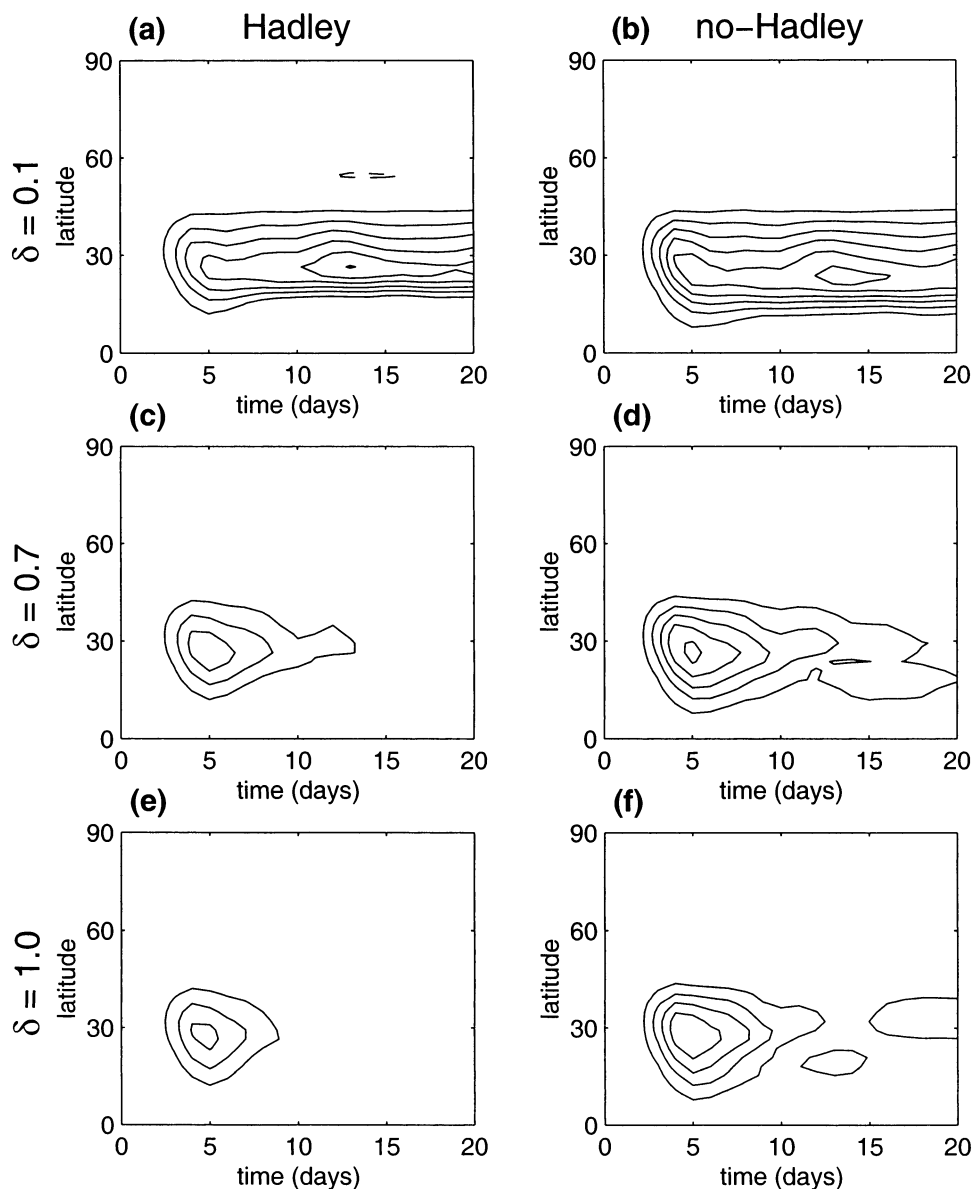 (a) Hadley
(b) no–Hadley
δ = 0.1
latitude
90
60
30
0
0 5 10 15 20
time (days)
latitude
90
60
30
0
0 5 10 15 20
time (days)
(c)
(d)
δ = 0.7
latitude
90
60
30
0
0 5 10 15 20
time (days)
latitude
90
60
30
0
0 5 10 15 20
time (days)
(e)
(f)
δ = 1.0
latitude
90
60
30
0
0 5 10 15 20
time (days)
latitude
90
60
30
0
0 5 10 15 20
time (days)